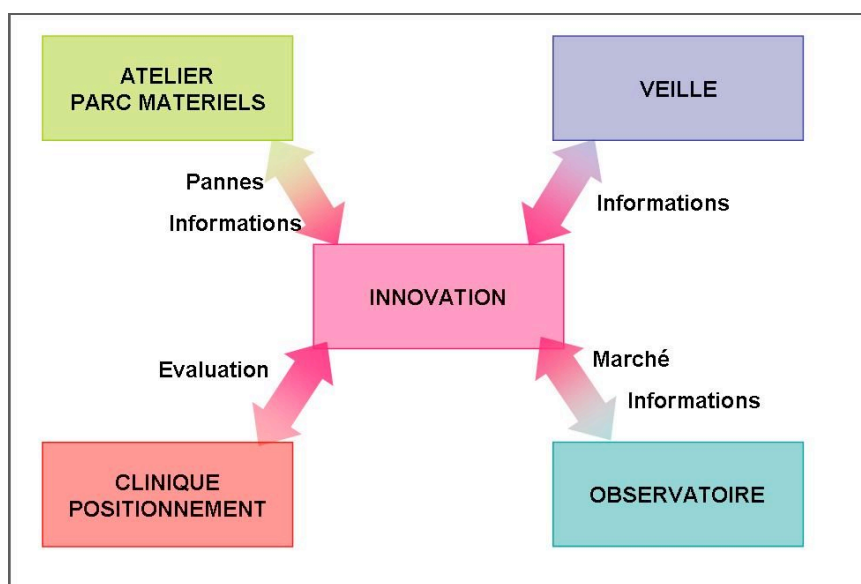 ATELIER
PARC MATERIELS
VEILLE
Pannes
Informations
Informations
INNOVATION
Evaluation
Marché
Informations
CLINIQUE
POSITIONNEMENT
OBSERVATOIRE